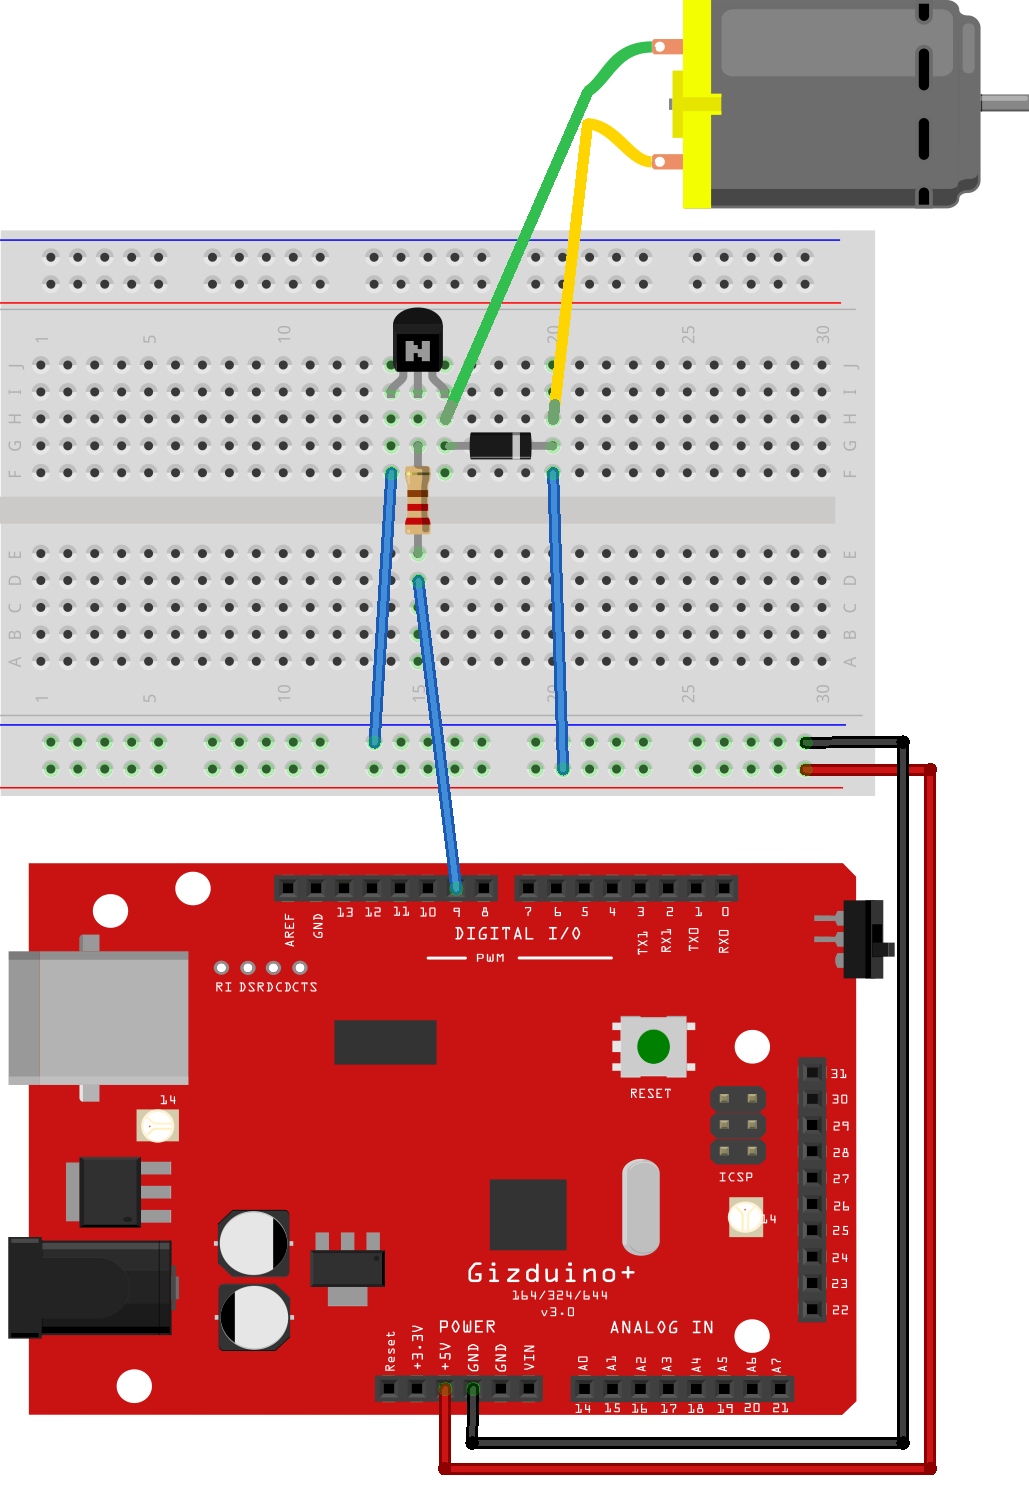 1 5 10 20 25 30
J J
I I
H H
G G
F F
N
E E
D D
C C
B B
A A
1 5 10 15 20 25 30
AREF GND 13 12 11 10 9 8 7 6 5 4 3 2 1 0
DIGITAL I/O
TX1 RX1 TX0 RX0
PWM
RI DSRDCDCTS
RESET
14
31
30
29
28
27
26
25
24
23
22
ICSP
14
Gizduino+
164/324/644
v3.0
POWER
ANALOG IN
Reset +3.3V +5V GND GND VIN
A0 A1 A2 A3 A4 A5 A6 A7
14 15 16 17 18 19 20 21